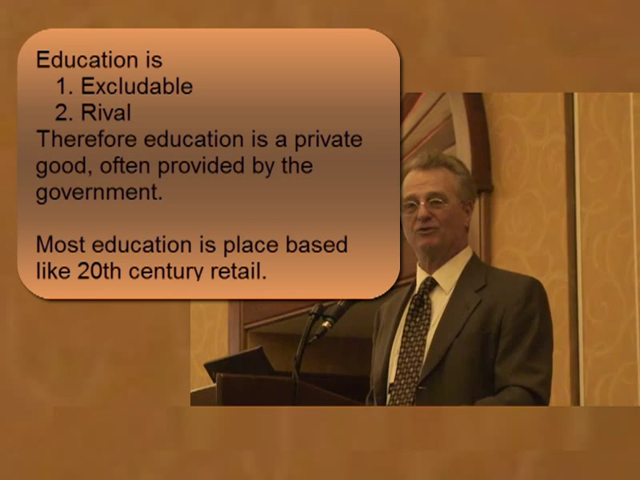 Education is
1. Excludable
2. Rival
Therefore education is a private
good, often provided by the
government.
Most education is place based
like 20th century retail.